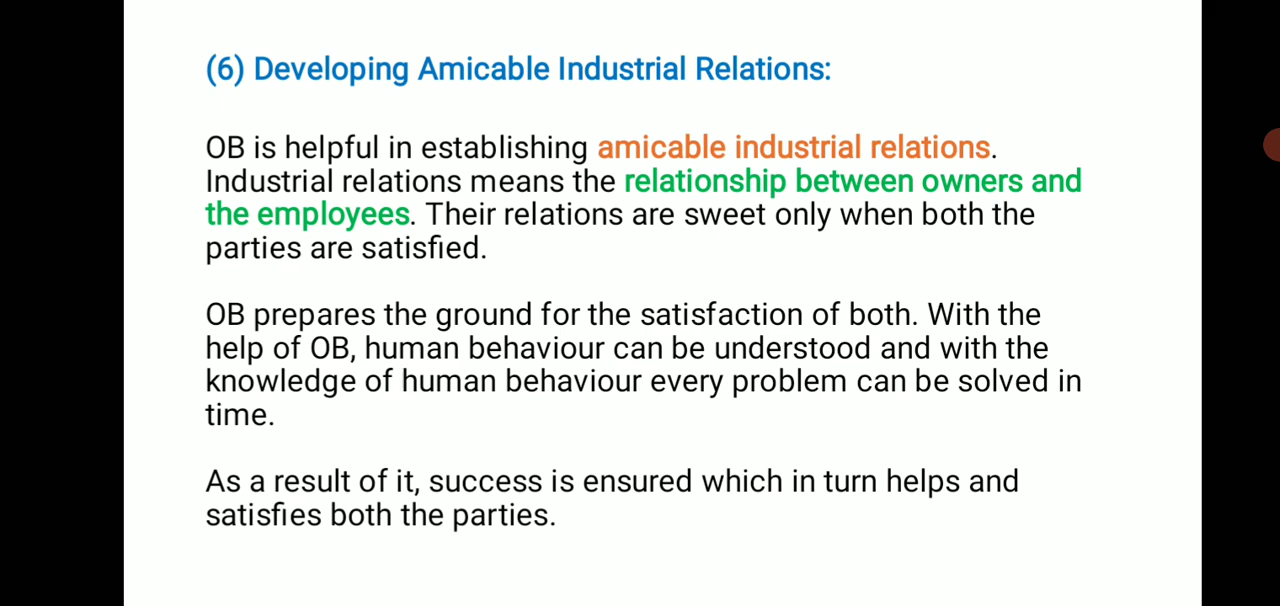 (6) Developing Amicable Industrial Relations:
OB is helpful in establishing amicable industrial relations.
Industrial relations means the relationship between owners and
the employees. Their relations are sweet only when both the
parties are satisfied.
OB prepares the ground for the satisfaction of both. With the
help of OB, human behaviour can be understood and with the
knowledge of human behaviour every problem can be solved in
time.
As a result of it, success is ensured which in turn helps and
satisfies both the parties.